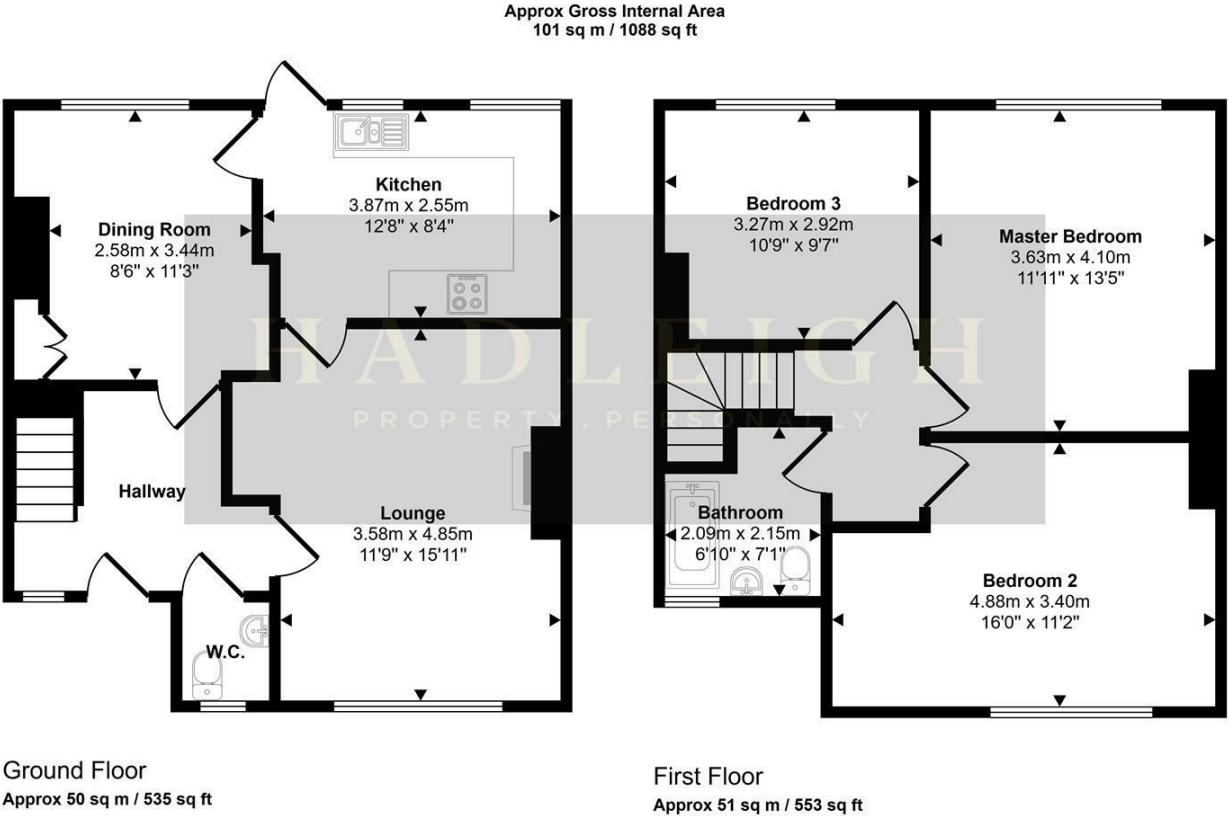 Approx Gross Internal Area
101 sq m / 1088 sq ft
Dining Room
2.58m x 3.44m
8'6" x 11'3"
Kitchen
3.87m x 2.55m
12'8" x 8'4"
Bedroom 3
3.27m x 2.92m
10'9" x 9'7"
Master Bedroom
3.63m x 4.10m
11'11" x 13'5"
HADLEIGH
PROPERTY. PERSONALLY
Hallway
Lounge
3.58m x 4.85m
11'9" x 15'11"
Bathroom
2.09m x 2.15m
6'10" x 7'1"
Bedroom 2
4.88m x 3.40m
16'0" x 11'2"
W.C.
Ground Floor
Approx 50 sq m / 535 sq ft
First Floor
Approx 51 sq m / 553 sq ft